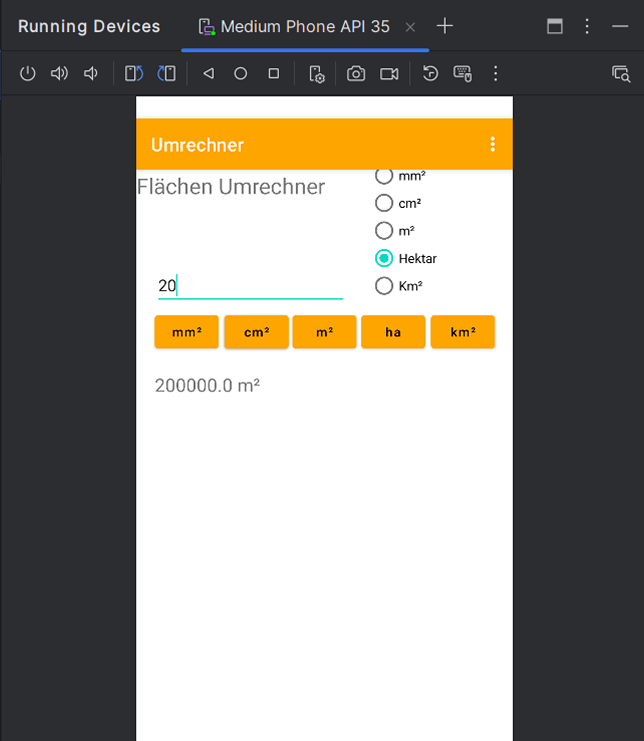 Running Devices
Medium Phone API 35
Umrechner
Flächen Umrechner
mm²
cm²
m²
Hektar
Km²
20
mm² cm² m² ha km²
200000.0 m²